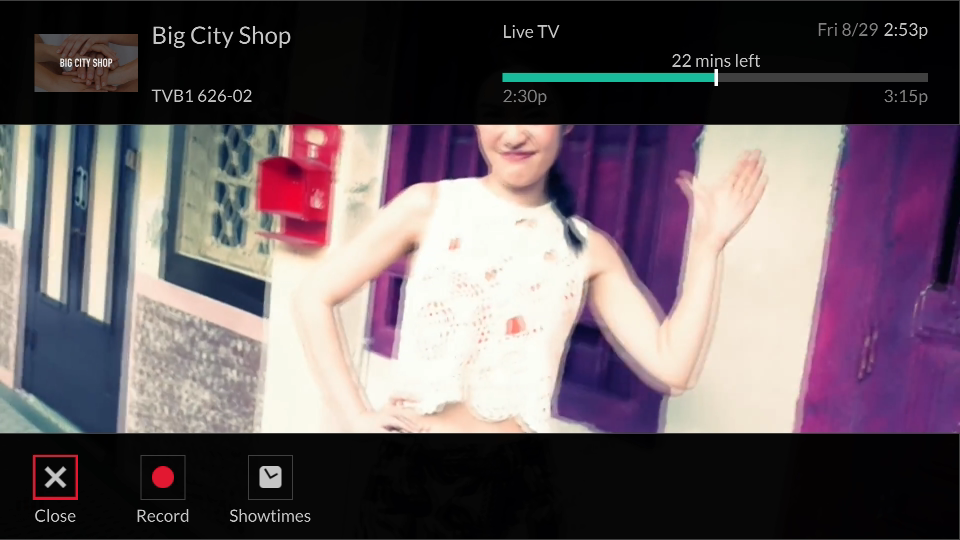 BIG CITY SHOP
Big City Shop
TVB1 626-02
Live TV
Fri 8/29 2:53p
22 mins left
2:30p
3:15p
Close
Record
Showtimes